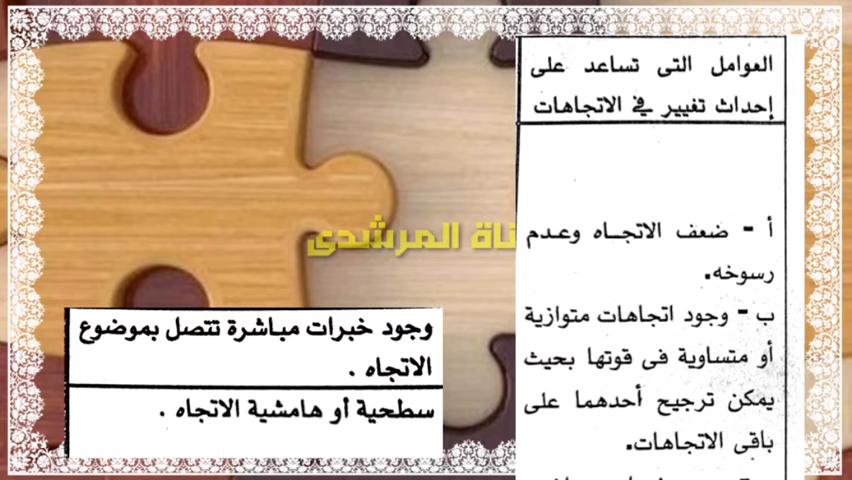 العوامل التى تساعد على
إحداث تغيير في الاتجاهات
أ - ضعف الاتجاه وعدم
رسوخه.
ب - وجود اتجاهات متوازية
أو متساوية فى قوتها بحيث
يمكن ترجيح أحدهما على
باقى الاتجاهات.
وجود خبرات مباشرة تتصل بموضوع
الاتجاه .
سطحية أو هامشية الاتجاه .
المرشدى